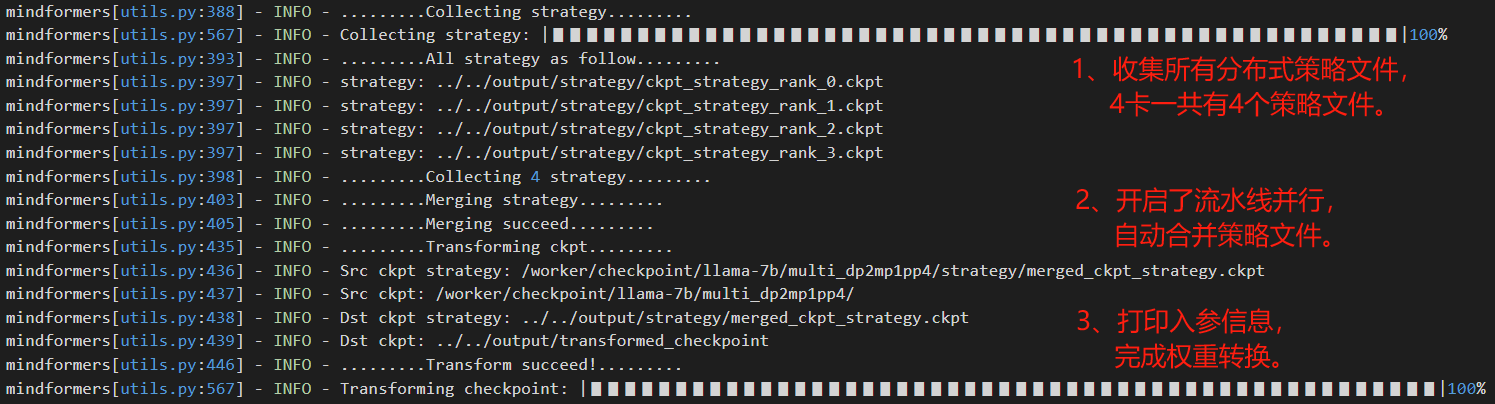 mindformers[utils.py:388] - INFO - .........Collecting strategy.........
mindformers[utils.py:567] - INFO - Collecting strategy: |██████████████████████████████████████████████████|100%
mindformers[utils.py:393] - INFO - .........All strategy as follow.........
mindformers[utils.py:397] - INFO - strategy: ../../output/strategy/ckpt_strategy_rank_0.ckpt
mindformers[utils.py:397] - INFO - strategy: ../../output/strategy/ckpt_strategy_rank_1.ckpt
mindformers[utils.py:397] - INFO - strategy: ../../output/strategy/ckpt_strategy_rank_2.ckpt
mindformers[utils.py:397] - INFO - strategy: ../../output/strategy/ckpt_strategy_rank_3.ckpt
mindformers[utils.py:398] - INFO - .........Collecting 4 strategy.........
mindformers[utils.py:403] - INFO - .........Merging strategy.........
mindformers[utils.py:405] - INFO - .........Merging succeed.........
mindformers[utils.py:435] - INFO - .........Transforming ckpt.........
mindformers[utils.py:436] - INFO - Src ckpt strategy: /worker/checkpoint/llama-7b/multi_dp2mp1pp4/strategy/merged_ckpt_strategy.ckpt
mindformers[utils.py:437] - INFO - Src ckpt: /worker/checkpoint/llama-7b/multi_dp2mp1pp4/
mindformers[utils.py:438] - INFO - Dst ckpt strategy: ../../output/strategy/merged_ckpt_strategy.ckpt
mindformers[utils.py:439] - INFO - Dst ckpt: ../../output/transformed_checkpoint
mindformers[utils.py:446] - INFO - .........Transform succeed!.........
mindformers[utils.py:567] - INFO - Transforming checkpoint: |██████████████████████████████████████████████████|100%
1、收集所有分布式策略文件，
4卡一共有4个策略文件。
2、开启了流水线并行，
自动合并策略文件。
3、打印入参信息，
完成权重转换。